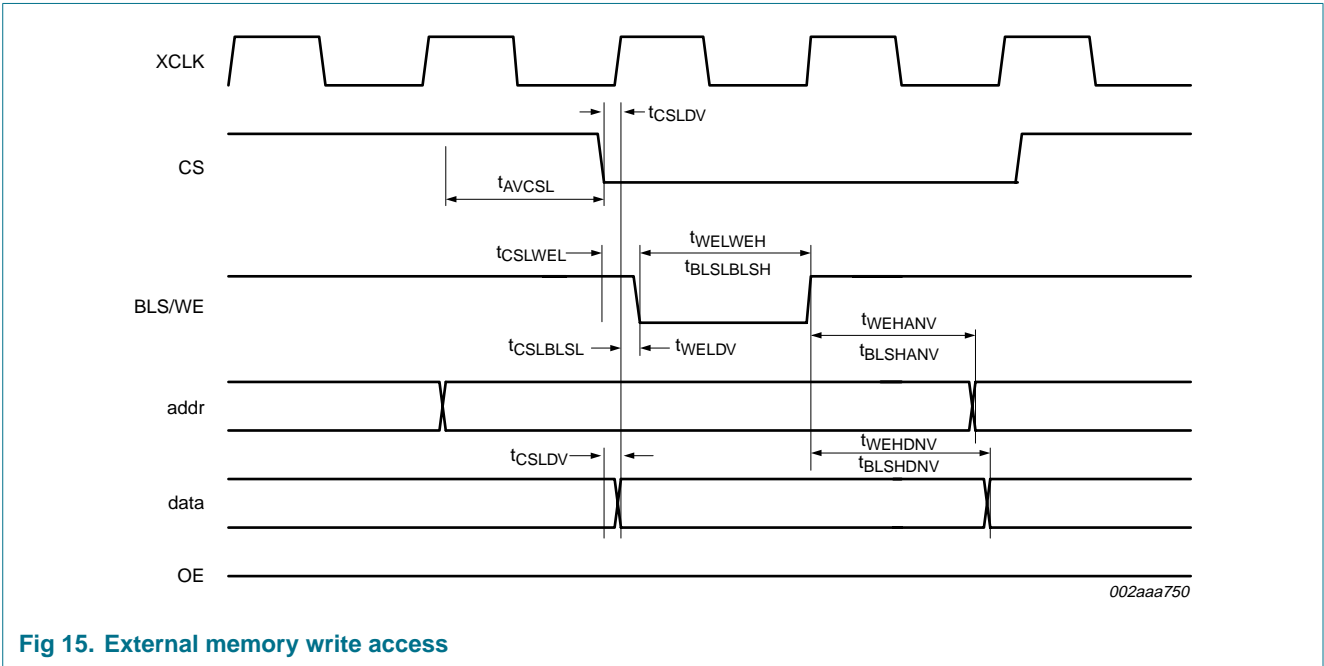 XCLK
tCSLDV
CS
tAVCSL
tCSLWEL
tWELWEH
tBLSLBLSH
BLS/WE
tWEHANV
tCSLBLSL
tWELDV
tBLSHANV
addr
tWEHDNV
tCSLDV
tBLSHDNV
data
OE
002aaa750
Fig 15. External memory write access